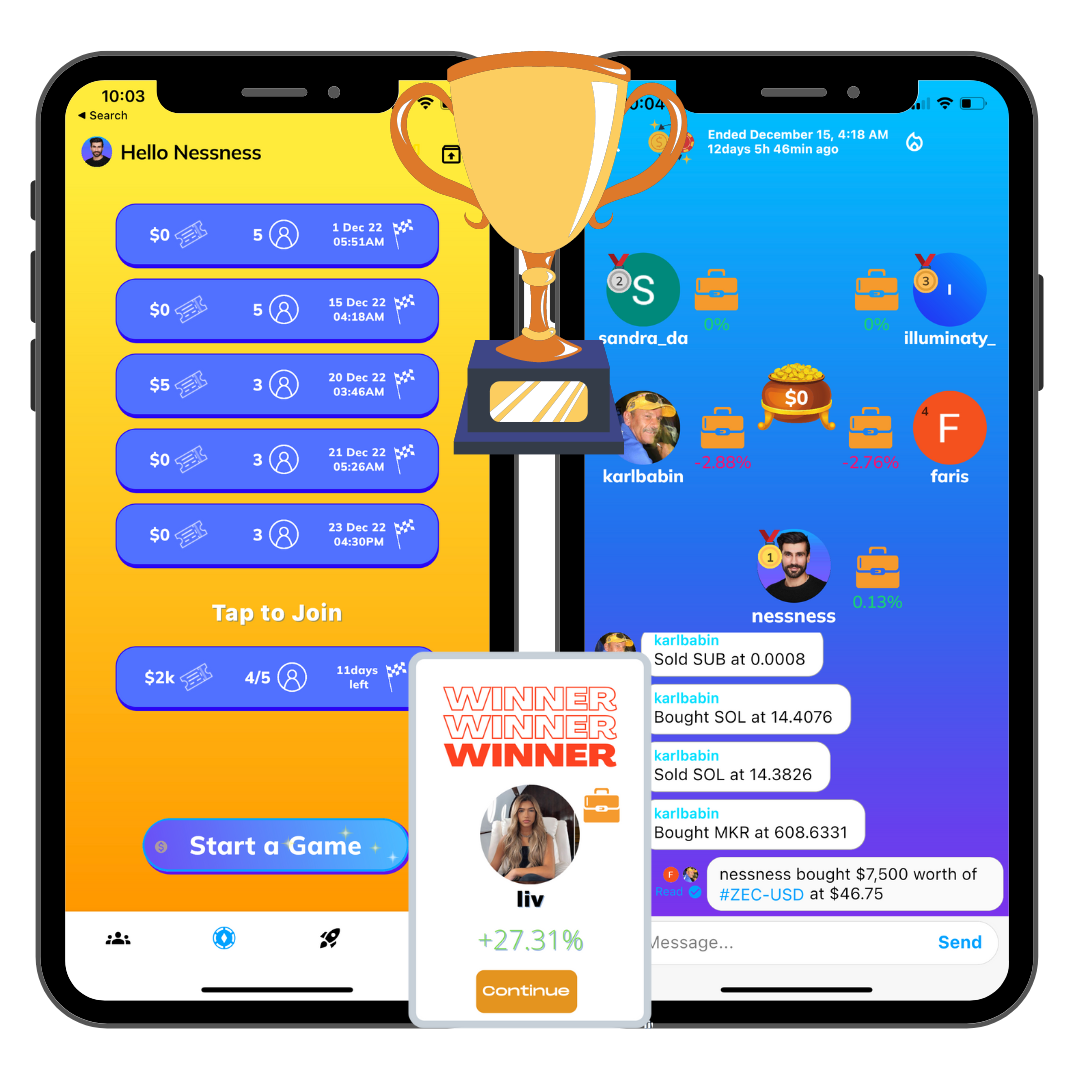 10:03
◀ Search
Hello Nessness
$0 5 1 Dec 22
05:51AM
$0 5 15 Dec 22
04:18AM
$5 3 20 Dec 22
03:46AM
$0 3 21 Dec 22
05:26AM
$0 3 23 Dec 22
04:30PM
Tap to Join
$2k 4/5 11days
left
Start a Game
:04
Ended December 15, 4:18 AM
12days 5h 46min ago
2
S
0%
sandra_da
3
0%
illuminaty_
$0
-2.88%
karlbabin
4
F
-2.76%
faris
1
0.13%
nessness
karlbabin
Sold SUB at 0.0008
karlbabin
Bought SOL at 14.4076
karlbabin
Sold SOL at 14.3826
karlbabin
Bought MKR at 608.6331
F
Read
nessness bought $7,500 worth of
#ZEC-USD at $46.75
Message...
Send
WINNER
WINNER
WINNER
liv
+27.31%
Continue